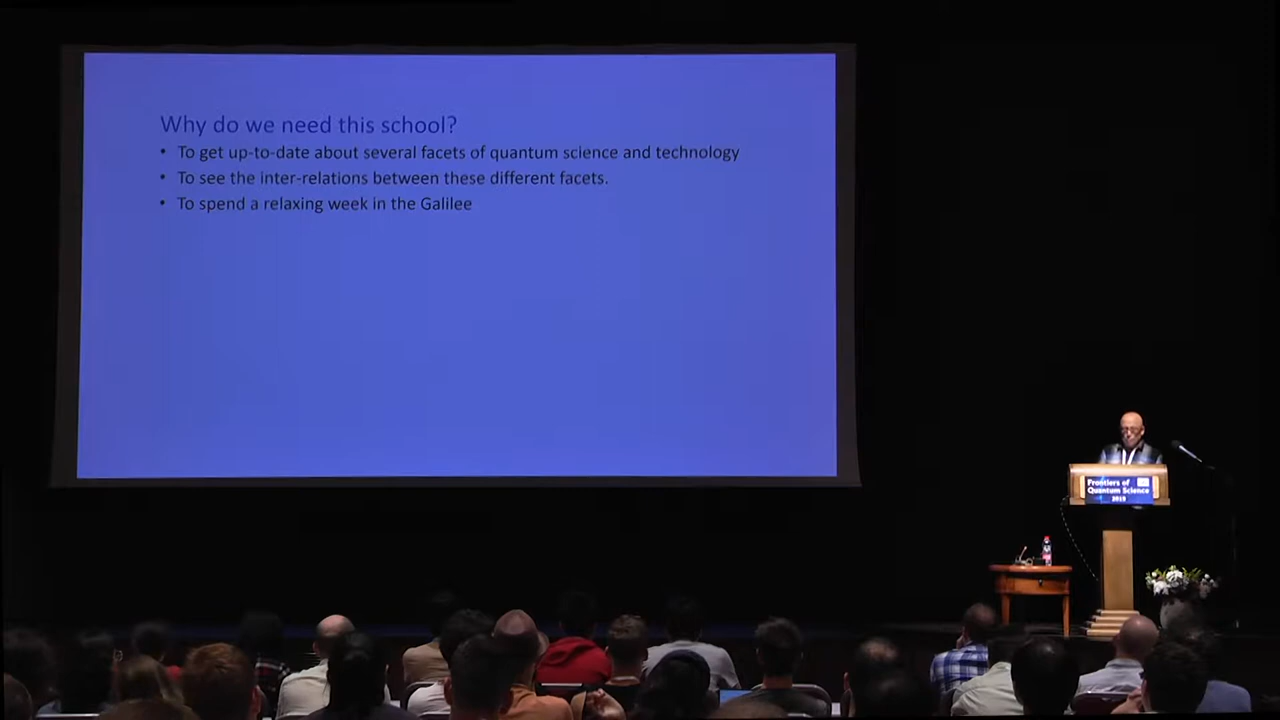 Why do we need this school?
• To get up-to-date about several facets of quantum science and technology
• To see the inter-relations between these different facets.
• To spend a relaxing week in the Galilee
Frontiers of
Quantum Science
2019